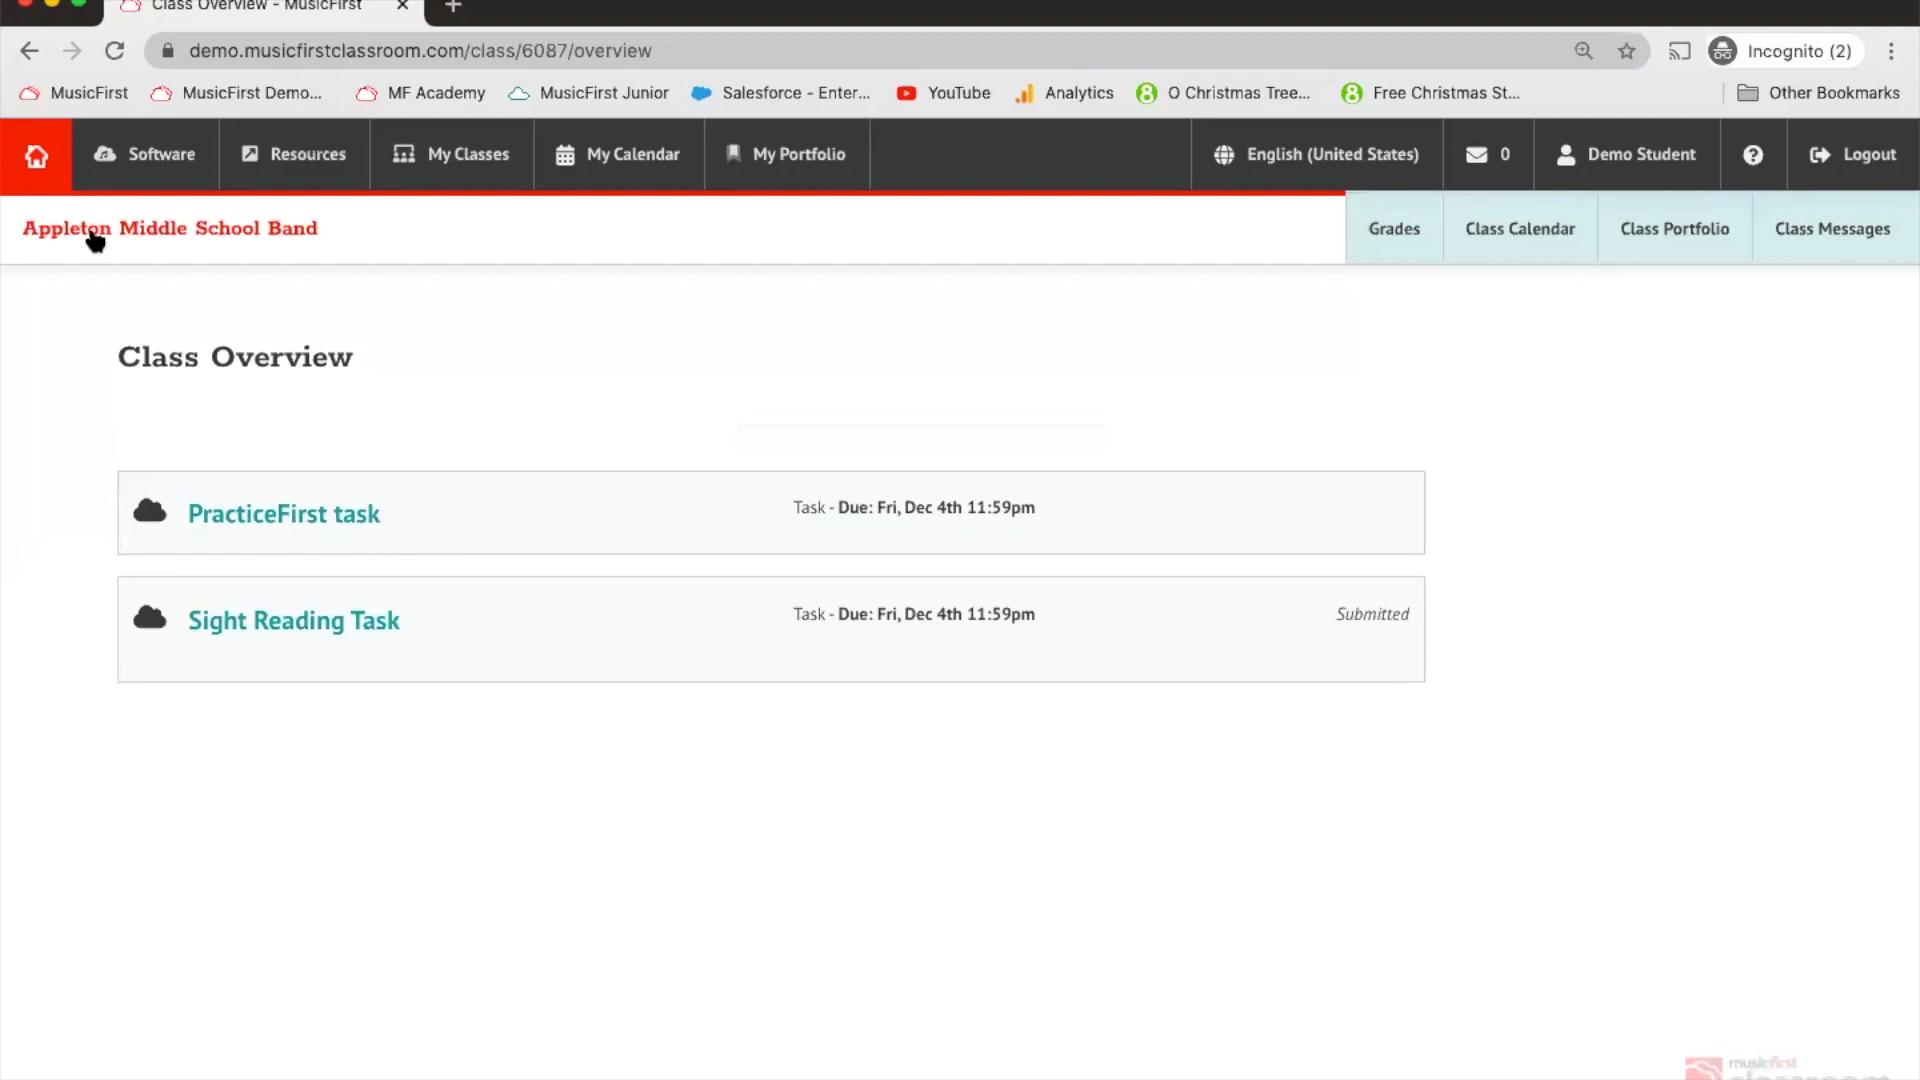 Class Overview - MusicFirst
demo.musicfirstclassroom.com/class/6087/overview
Incognito (2)
MusicFirst
MusicFirst Demo...
MF Academy
MusicFirst Junior
Salesforce - Enter...
YouTube
Analytics
O Christmas Tree...
Free Christmas St...
Other Bookmarks
Software
Resources
My Classes
My Calendar
My Portfolio
English (United States)
0
Demo Student
Logout
Appleton Middle School Band
Grades
Class Calendar
Class Portfolio
Class Messages
Class Overview
PracticeFirst task
Task - Due: Fri, Dec 4th 11:59pm
Sight Reading Task
Task - Due: Fri, Dec 4th 11:59pm
Submitted
musicfirst
classroom